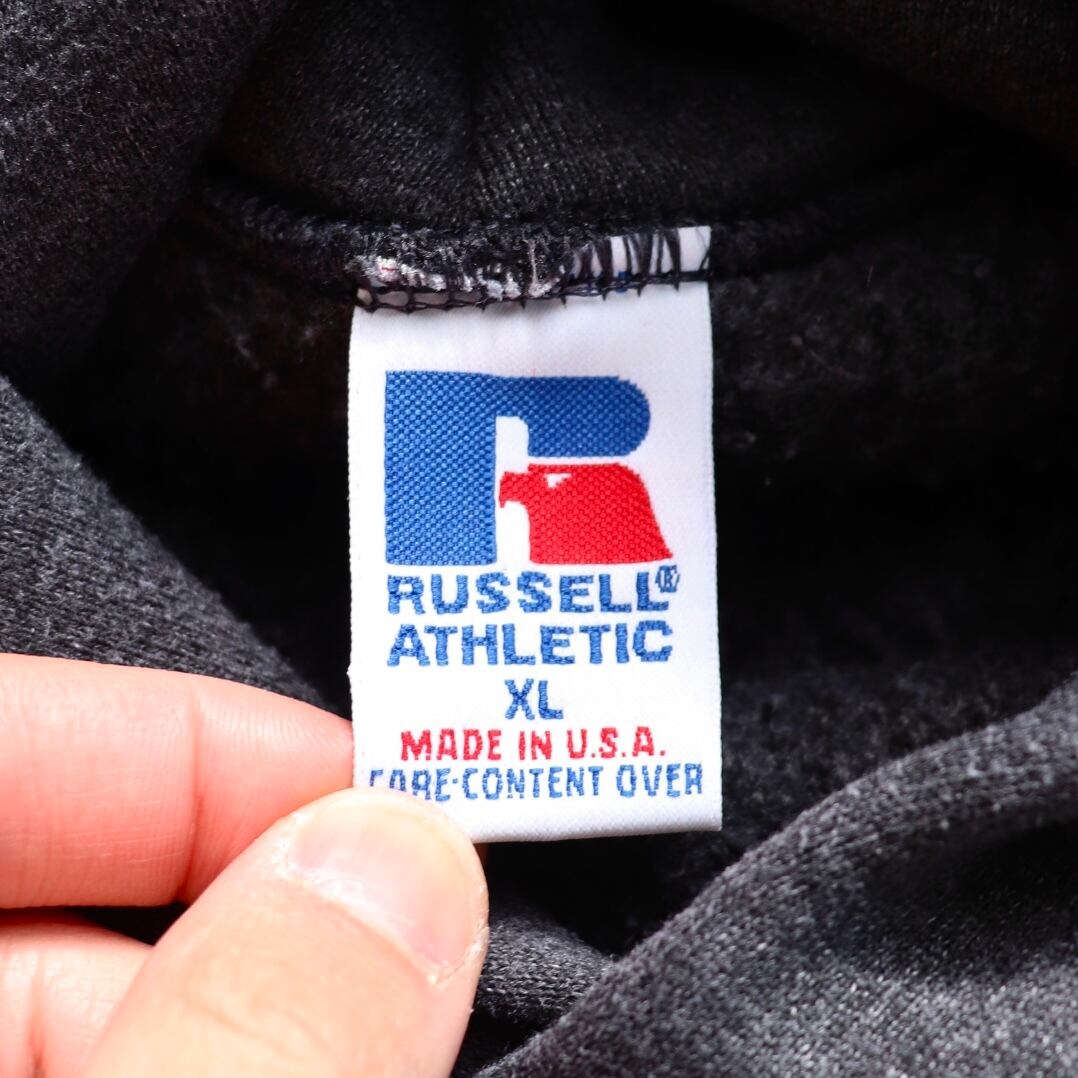 RUSSELL®
ATHLETIC
XL
MADE IN U.S.A.
CARE·CONTENT OVER